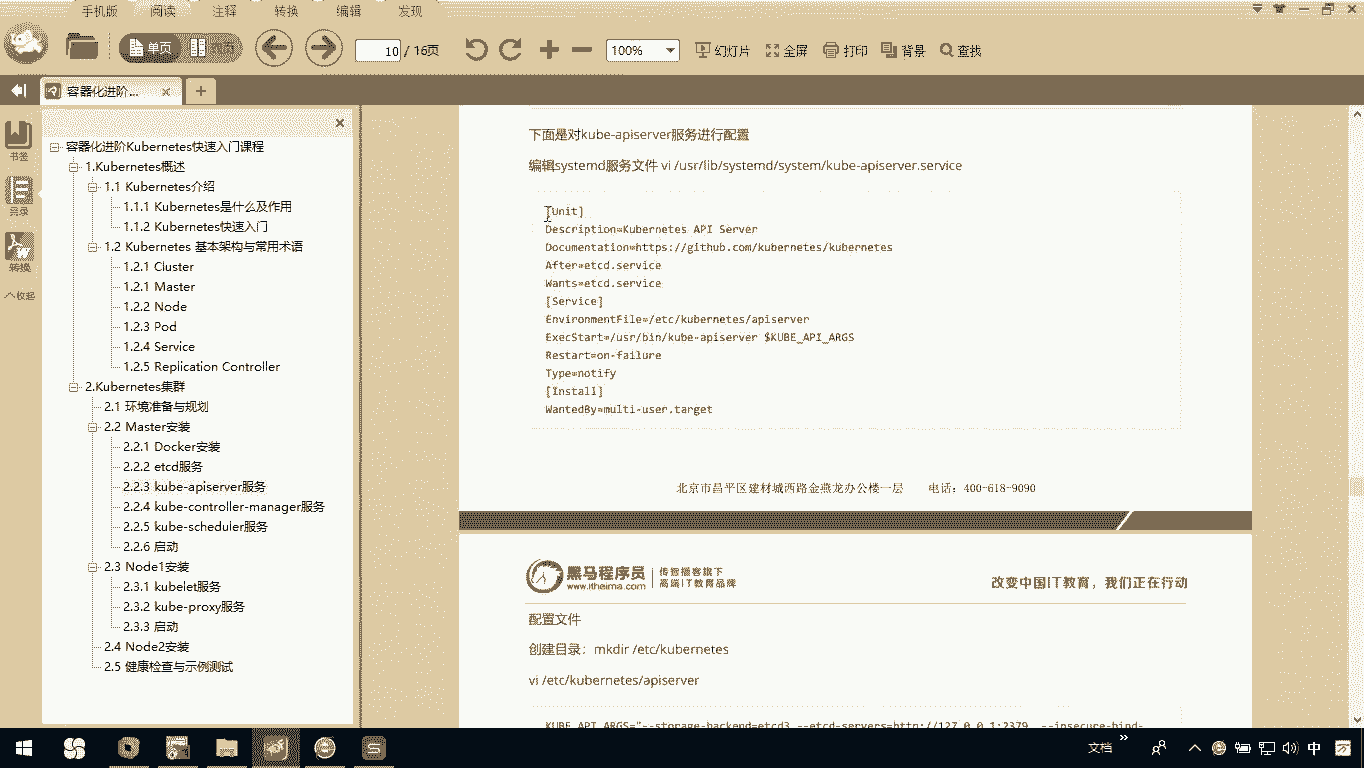 手机版 阅读 注释 转换 编辑 发现
单页 双页 10 / 16页 100% 幻灯片 全屏 打印 背景 查找
容器化进阶... × +
书签
目录
转换
收起
容器化进阶Kubernetes快速入门课程
1.Kubernetes概述
1.1 Kubernetes介绍
1.1.1 Kubernetes是什么及作用
1.1.2 Kubernetes快速入门
1.2 Kubernetes 基本架构与常用术语
1.2.1 Cluster
1.2.1 Master
1.2.2 Node
1.2.3 Pod
1.2.4 Service
1.2.5 Replication Controller
2.Kubernetes集群
2.1 环境准备与规划
2.2 Master安装
2.2.1 Docker安装
2.2.2 etcd服务
2.2.3 kube-apiserver服务
2.2.4 kube-controller-manager服务
2.2.5 kube-scheduler服务
2.2.6 启动
2.3 Node1安装
2.3.1 kubelet服务
2.3.2 kube-proxy服务
2.3.3 启动
2.4 Node2安装
2.5 健康检查与示例测试
下面是对kube-apiserver服务进行配置
编辑systemd服务文件 vi /usr/lib/systemd/system/kube-apiserver.service
[Unit]
Description=Kubernetes API Server
Documentation=https://github.com/kubernetes/kubernetes
After=etcd.service
Wants=etcd.service
[Service]
EnvironmentFile=/etc/kubernetes/apiserver
ExecStart=/usr/bin/kube-apiserver $KUBE_API_ARGS
Restart=on-failure
Type=notify
[Install]
WantedBy=multi-user.target
北京市昌平区建材城西路金燕龙办公楼一层 电话：400-618-9090
黑马程序员 www.itheima.com 传智播客旗下 高端IT教育品牌
改变中国IT教育，我们正在行动
配置文件
创建目录：mkdir /etc/kubernetes
vi /etc/kubernetes/apiserver
KUBE_API_ARGS="--storage-backend=etcd3 --etcd-servers=http://127.0.0.1:2379 --insecure-bind-
文档 中